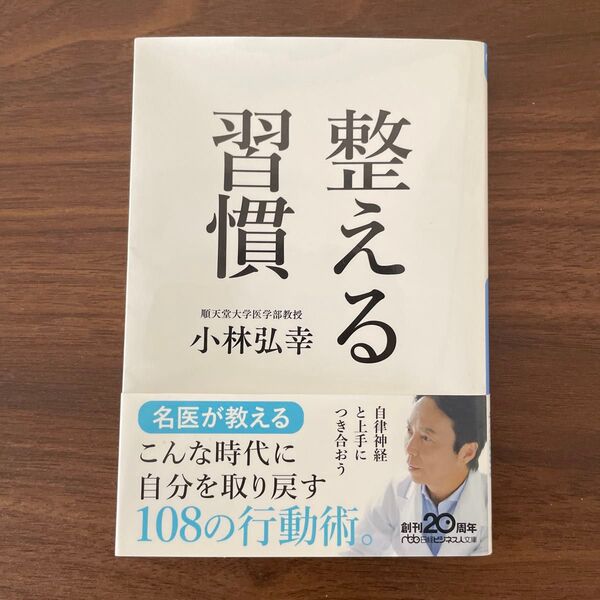 整える
習慣
順天堂大学医学部教授
小林弘幸
名医が教える
こんな時代に
自分を取り戻す
108の行動術。
自律神経
と上手に
つき合おう
創刊20周年
nbb日経ビジネス人文庫